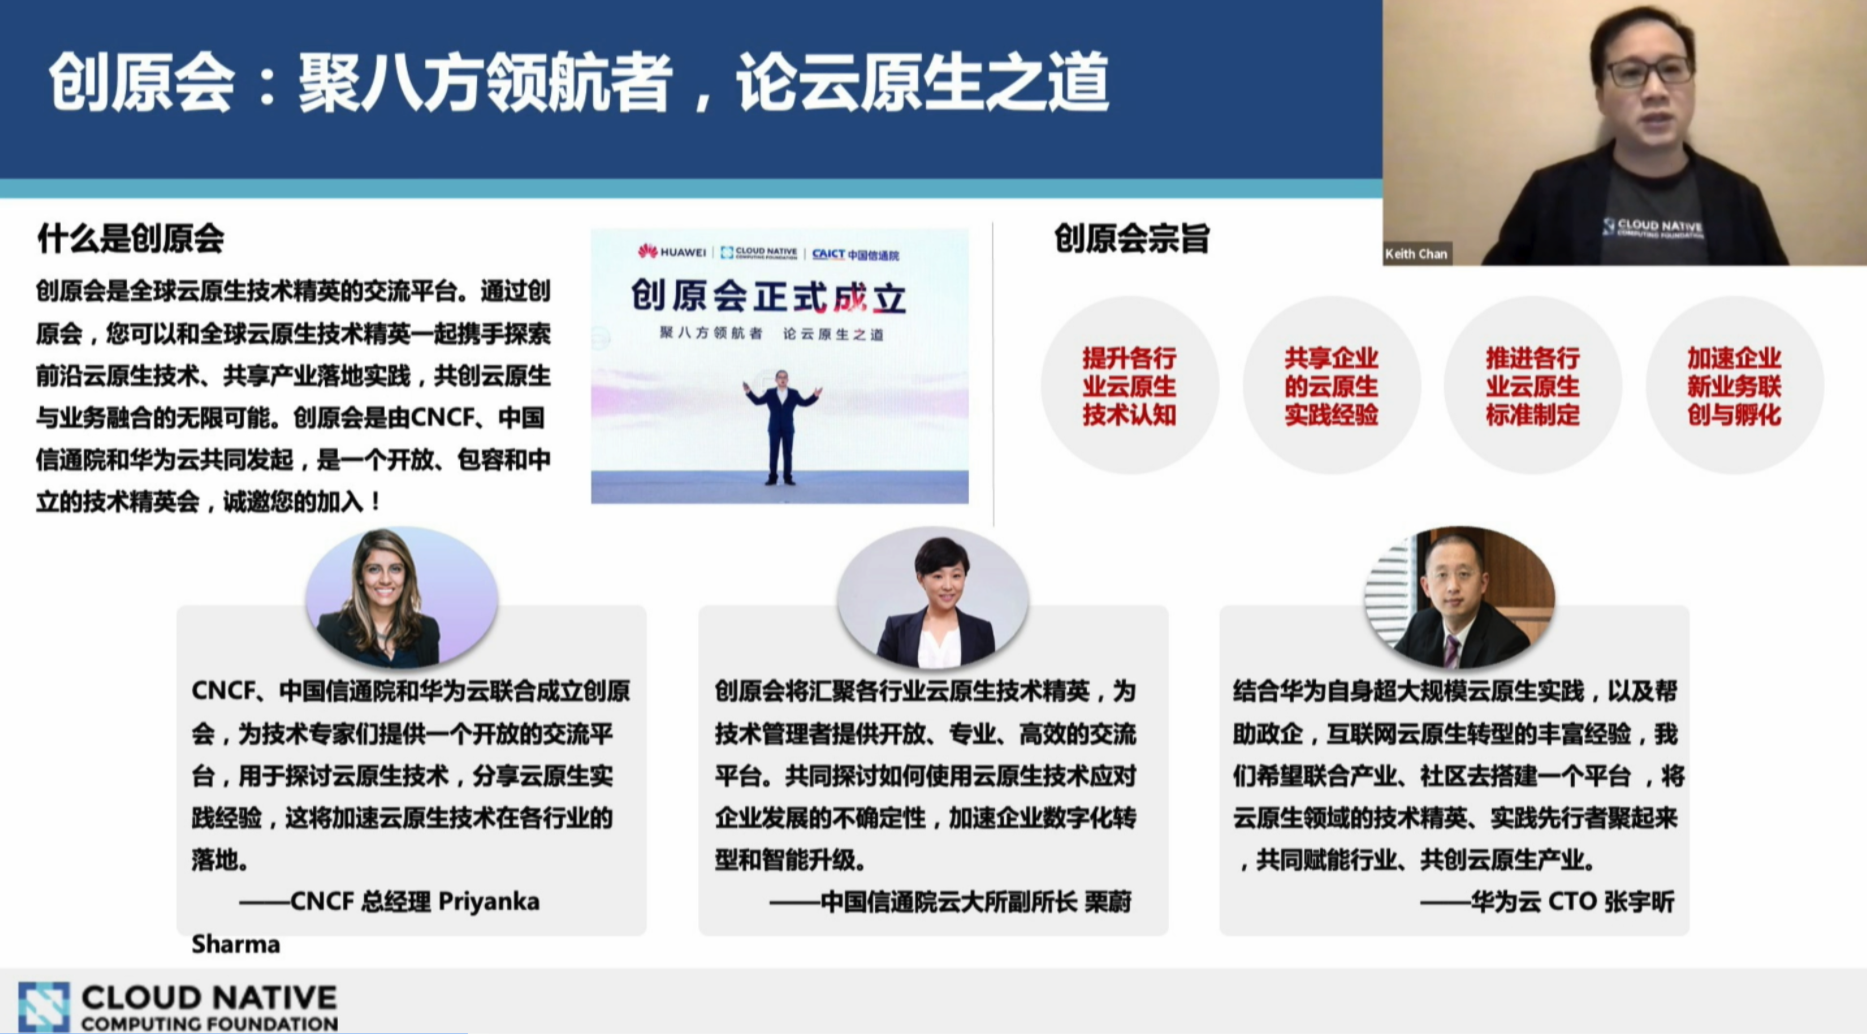 创原会：聚八方领航者，论云原生之道
CLOUD NATIVE
COMPUTING FOUNDATION
Keith Chan
什么是创原会
创原会是全球云原生技术精英的交流平台。通过创
原会，您可以和全球云原生技术精英一起携手探索
前沿云原生技术、共享产业落地实践，共创云原生
与业务融合的无限可能。创原会是由CNCF、中国
信通院和华为云共同发起，是一个开放、包容和中
立的技术精英会，诚邀您的加入！
HUAWEI | CLOUD NATIVE COMPUTING FOUNDATION | CAICT 中国信通院
创原会正式成立
聚八方领航者 论云原生之道
创原会宗旨
提升各行
业云原生
技术认知
共享企业
的云原生
实践经验
推进各行
业云原生
标准制定
加速企业
新业务联
创与孵化
CNCF、中国信通院和华为云联合成立创原
会，为技术专家们提供一个开放的交流平
台，用于探讨云原生技术，分享云原生实
践经验，这将加速云原生技术在各行业的
落地。
——CNCF 总经理 Priyanka
Sharma
创原会将汇聚各行业云原生技术精英，为
技术管理者提供开放、专业、高效的交流
平台。共同探讨如何使用云原生技术应对
企业发展的不确定性，加速企业数字化转
型和智能升级。
——中国信通院云大所副所长 栗蔚
结合华为自身超大规模云原生实践，以及帮
助政企，互联网云原生转型的丰富经验，我
们希望联合产业、社区去搭建一个平台 ，将
云原生领域的技术精英、实践先行者聚起来
，共同赋能行业、共创云原生产业。
——华为云 CTO 张宇昕
CLOUD NATIVE
COMPUTING FOUNDATION